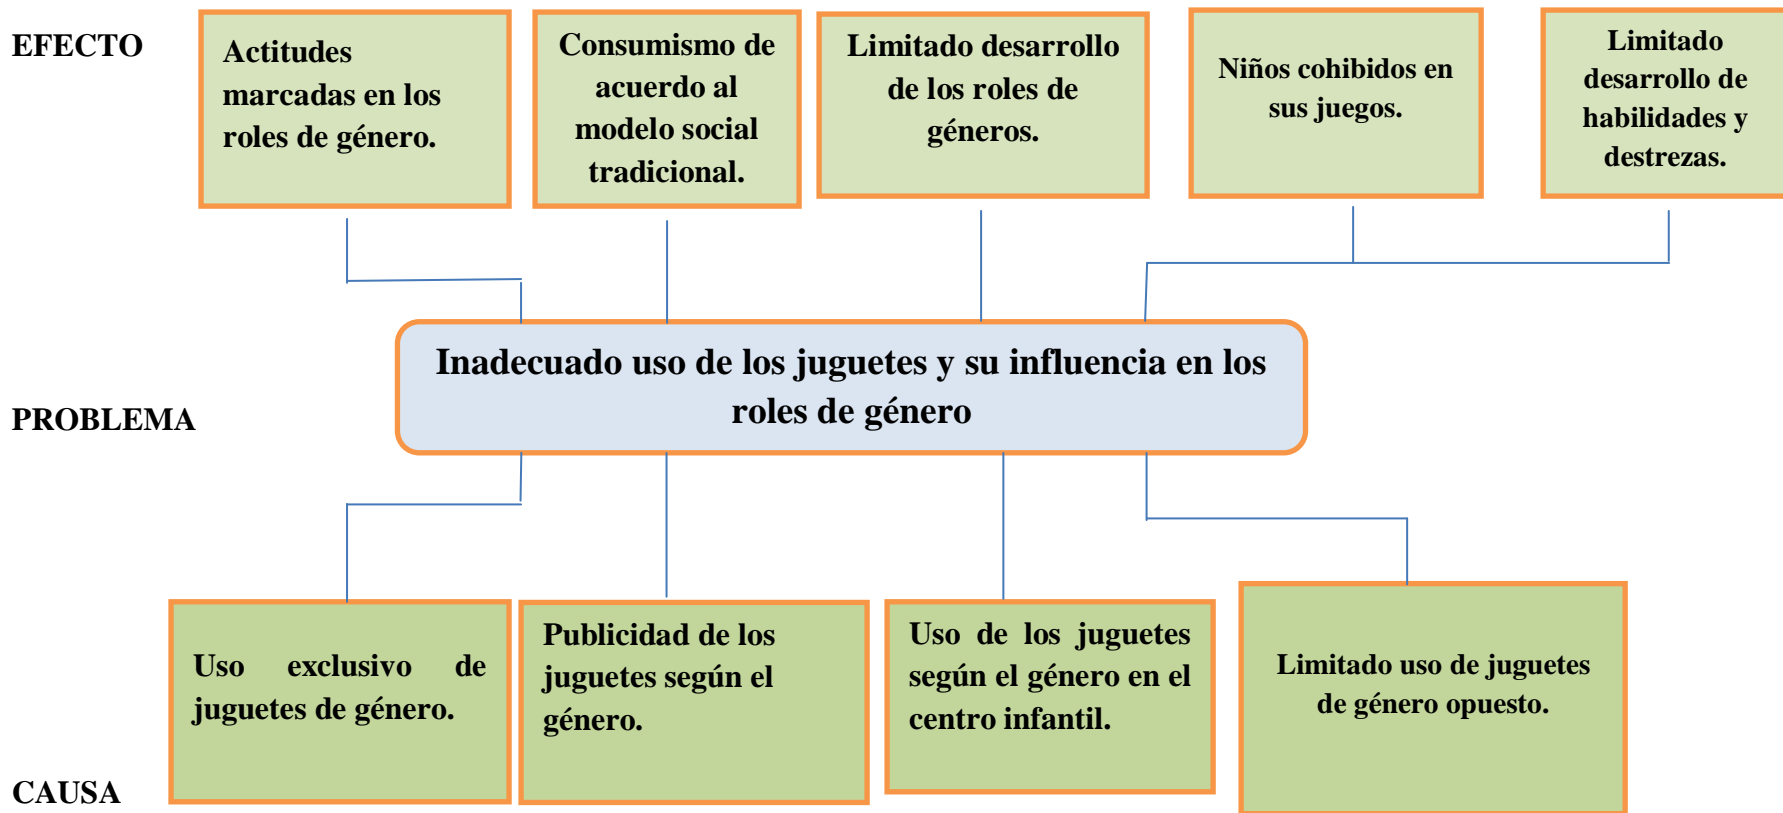 EFECTO
Actitudes
marcadas en los
roles de género.
Consumismo de
acuerdo al
modelo social
tradicional.
Limitado desarrollo
de los roles de
géneros.
Niños cohibidos en
sus juegos.
Limitado
desarrollo de
habilidades y
destrezas.
PROBLEMA
Inadecuado uso de los juguetes y su influencia en los
roles de género
Uso exclusivo de
juguetes de género.
Publicidad de los
juguetes según el
género.
Uso de los juguetes
según el género en el
centro infantil.
Limitado uso de juguetes
de género opuesto.
CAUSA